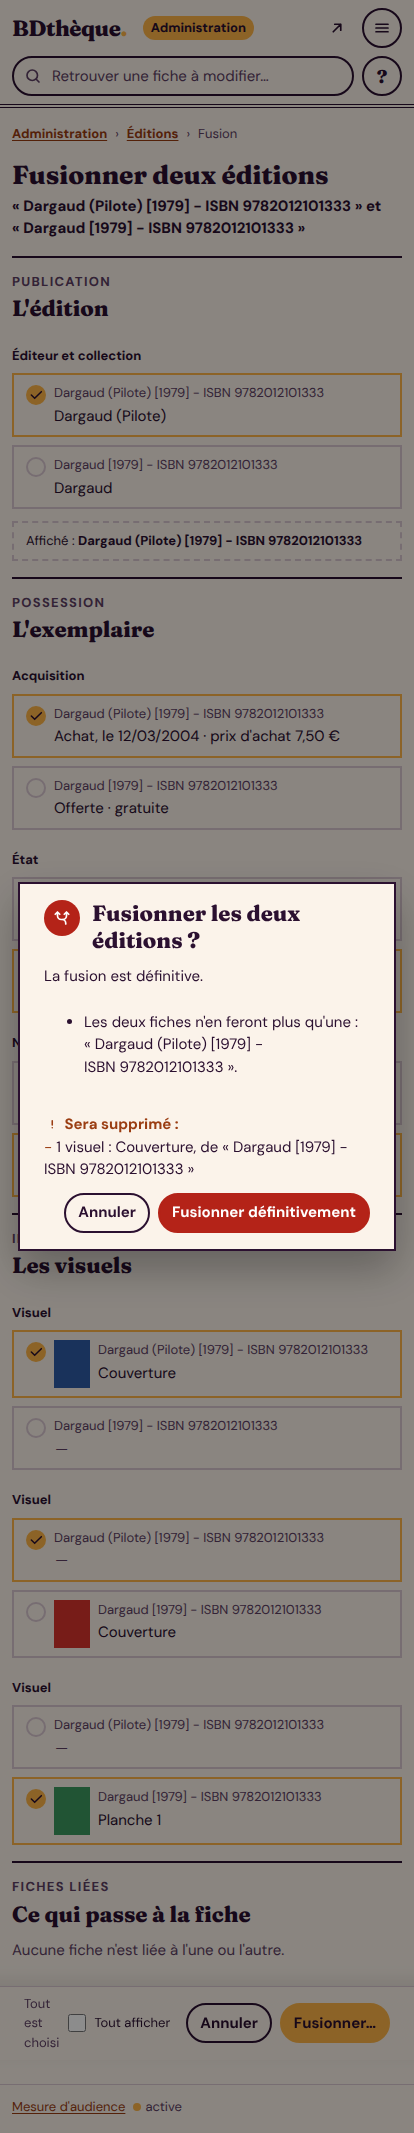 BDthèque.
Administration
Retrouver une fiche à modifier…
?
Administration › Éditions › Fusion
Fusionner deux éditions
« Dargaud (Pilote) [1979] - ISBN 9782012101333 » et
« Dargaud [1979] - ISBN 9782012101333 »
PUBLICATION
L'édition
Éditeur et collection
Dargaud (Pilote) [1979] - ISBN 9782012101333
Dargaud (Pilote)
Dargaud [1979] - ISBN 9782012101333
Dargaud
Affiché : Dargaud (Pilote) [1979] - ISBN 9782012101333
POSSESSION
L'exemplaire
Acquisition
Dargaud (Pilote) [1979] - ISBN 9782012101333
Achat, le 12/03/2004 · prix d'achat 7,50 €
Dargaud [1979] - ISBN 9782012101333
Offerte · gratuite
État
Fusionner les deux
éditions ?
La fusion est définitive.
• Les deux fiches n'en feront plus qu'une :
« Dargaud (Pilote) [1979] -
ISBN 9782012101333 ».
! Sera supprimé :
- 1 visuel : Couverture, de « Dargaud [1979] -
ISBN 9782012101333 »
Annuler
Fusionner définitivement
Les visuels
Visuel
Dargaud (Pilote) [1979] - ISBN 9782012101333
Couverture
Dargaud [1979] - ISBN 9782012101333
—
Visuel
Dargaud (Pilote) [1979] - ISBN 9782012101333
—
Dargaud [1979] - ISBN 9782012101333
Couverture
Visuel
Dargaud (Pilote) [1979] - ISBN 9782012101333
—
Dargaud [1979] - ISBN 9782012101333
Planche 1
FICHES LIÉES
Ce qui passe à la fiche
Aucune fiche n'est liée à l'une ou l'autre.
Tout
est
choisi
Tout afficher
Annuler
Fusionner…
Mesure d'audience
active